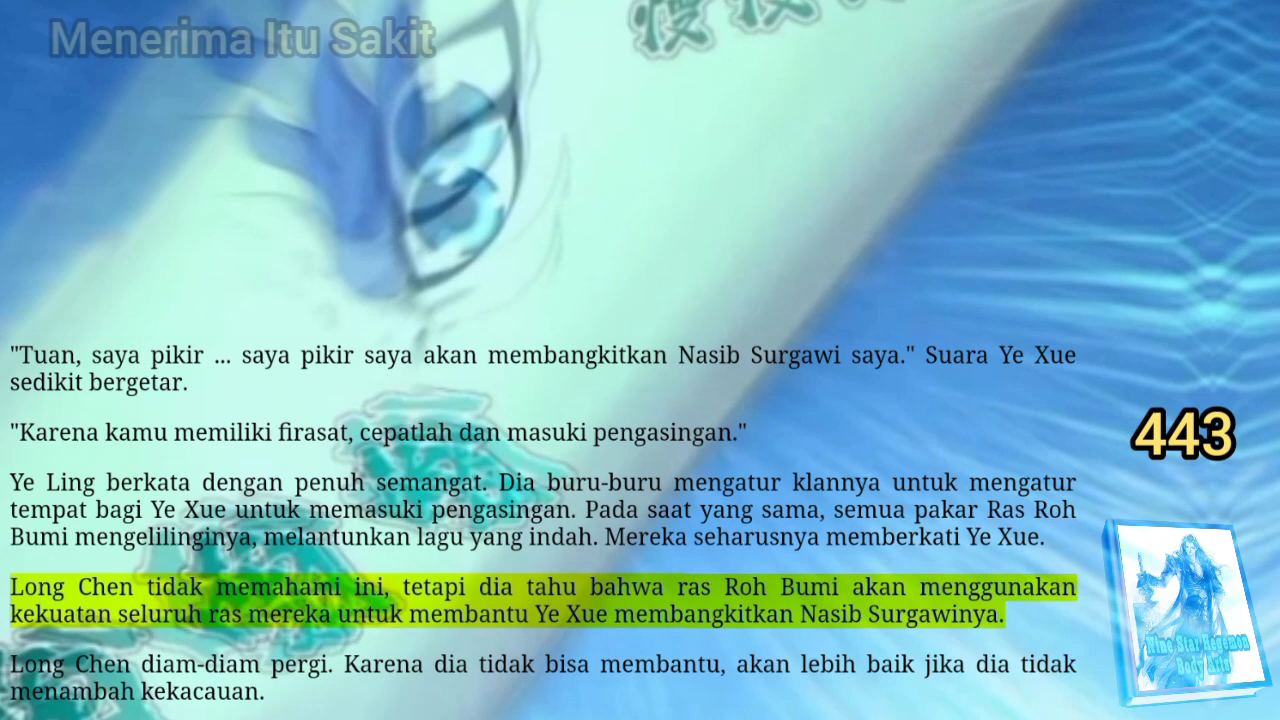 Menerima Itu Sakit
"Tuan, saya pikir ... saya pikir saya akan membangkitkan Nasib Surgawi saya." Suara Ye Xue
sedikit bergetar.
"Karena kamu memiliki firasat, cepatlah dan masuki pengasingan."
Ye Ling berkata dengan penuh semangat. Dia buru-buru mengatur klannya untuk mengatur
tempat bagi Ye Xue untuk memasuki pengasingan. Pada saat yang sama, semua pakar Ras Roh
Bumi mengelilinginya, melantunkan lagu yang indah. Mereka seharusnya memberkati Ye Xue.
Long Chen tidak memahami ini, tetapi dia tahu bahwa ras Roh Bumi akan menggunakan
kekuatan seluruh ras mereka untuk membantu Ye Xue membangkitkan Nasib Surgawinya.
Long Chen diam-diam pergi. Karena dia tidak bisa membantu, akan lebih baik jika dia tidak
menambah kekacauan.
443
Nine Star Hegemon
Body Arts